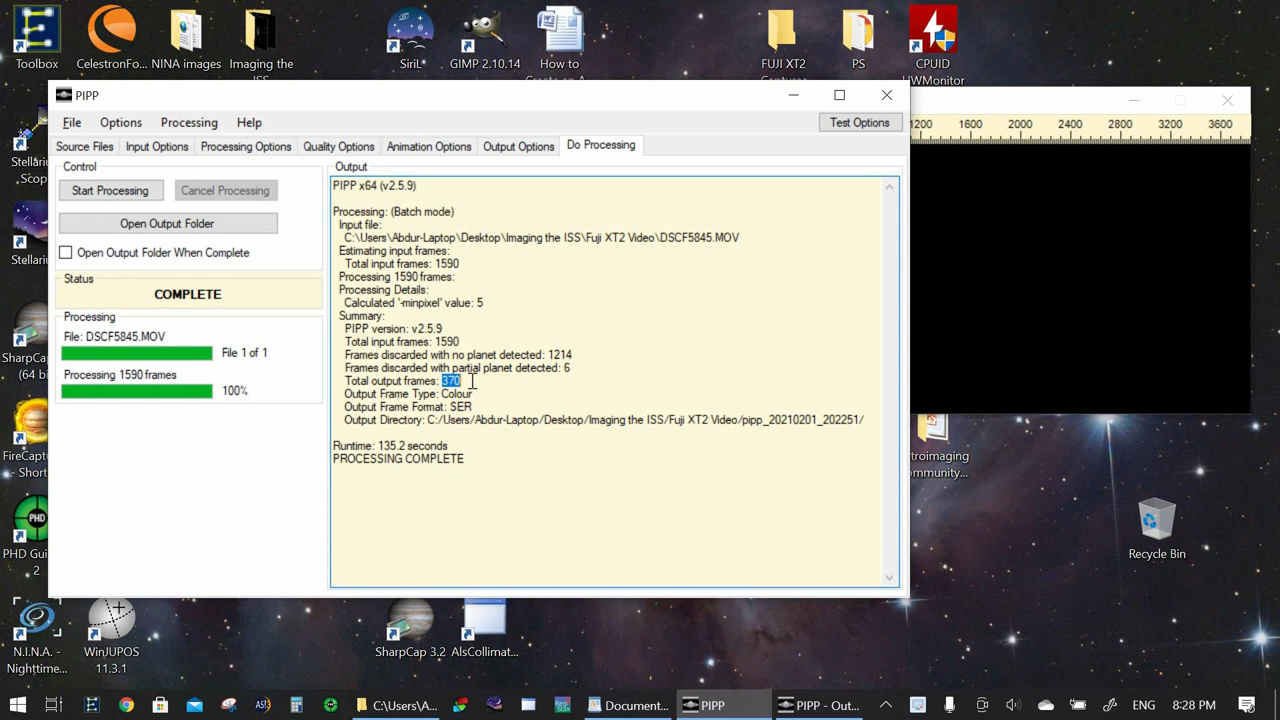 Toolbox
CelestronFo...
NINA images
Imaging the
ISS
SiriL
GIMP 2.10.14
How to
FUJI XT2
PS
CPUID
HWMonitor
PIPP
File Options Processing Help
Test Options
Source Files Input Options Processing Options Quality Options Animation Options Output Options Do Processing
Control
Start Processing Cancel Processing
Open Output Folder
Open Output Folder When Complete
Status
COMPLETE
Processing
File: DSCF5845.MOV
File 1 of 1
Processing 1590 frames
100%
Output
PIPP x64 (v2.5.9)
Processing: (Batch mode)
Input file:
C:\Users\Abdur-Laptop\Desktop\Imaging the ISS\Fuji XT2 Video\DSCF5845.MOV
Estimating input frames:
Total input frames: 1590
Processing 1590 frames:
Processing Details:
Calculated '-minpixel' value: 5
Summary:
PIPP version: v2.5.9
Total input frames: 1590
Frames discarded with no planet detected: 1214
Frames discarded with partial planet detected: 6
Total output frames: 370
Output Frame Type: Colour
Output Frame Format: SER
Output Directory: C:/Users/Abdur-Laptop/Desktop/Imaging the ISS/Fuji XT2 Video/pipp_20210201_202251/
Runtime: 135.2 seconds
PROCESSING COMPLETE
1200 1600 2000 2400 2800 3200 3600
Stellariu
Stellariu
SharpCap
(64
FireCaptu
- Short
PHD Gui
2
troimaging
ommunity...
Recycle Bin
N.I.N.A. -
Nighttime...
WinJUPOS
11.3.1
SharpCap 3.2
AlsCollimat...
C:\Users\A...
Document...
PIPP
PIPP - Out...
ENG
8:28 PM